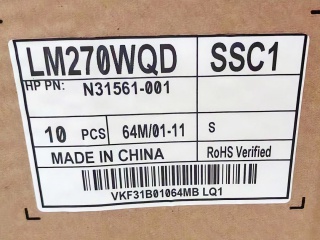 LM270WQD SSC1
HP PN: N31561-001
10 PCS 64M/01-11 S
MADE IN CHINA RoHS Verified
VKF31B01064MB LQ1